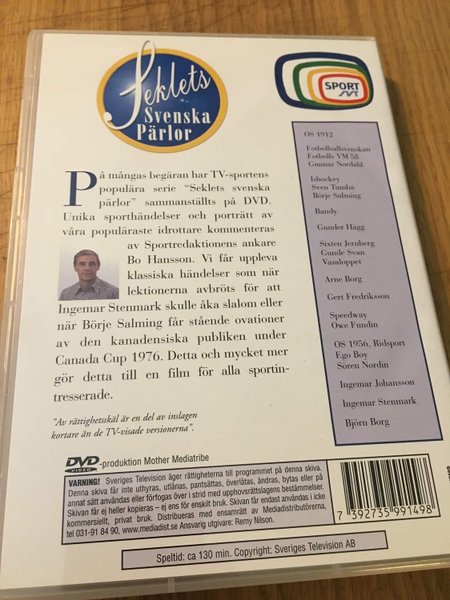 Seklets
Svenska
Pärlor
SPORT
SVT
På mångas begäran har TV-sportens
populära serie "Seklets svenska
pärlor" sammanställts på DVD.
Unika sporthändelser och porträtt av
våra populäraste idrottare kommenteras
av Sportredaktionens ankare
Bo Hansson. Vi får uppleva
klassiska händelser som när
lektionerna avbröts för att
Ingemar Stenmark skulle åka slalom eller
när Börje Salming får stående ovationer
av den kanadensiska publiken under
Canada Cup 1976. Detta och mycket mer
gör detta till en film för alla sportin-
tresserade.
"Av rättighetsskäl är en del av inslagen
kortare än de TV-visade versionerna".
OS 1912
Fotbollsallsvenskan
Fotbolls VM 58
Gunnar Nordahl
Ishockey
Sven Tumba
Börje Salming
Bandy
Gunder Hägg
Sixten Jernberg
Gunde Svan
Vasaloppet
Arne Borg
Gert Fredriksson
Speedway
Owe Fundin
OS 1956, Ridsport
Ego Boy
Sören Nordin
Ingemar Johansson
Ingemar Stenmark
Björn Borg
DVD
VIDEO
-produktion Mother Mediatribe
VARNING! Sveriges Television äger rättigheterna till programmet på denna skiva.
Denna skiva får inte uthyras, utlånas, pantsättas, överlåtas, ändras, bytas eller på
annat sätt användas eller förfogas över i strid med upphovsrättslagens bestämmelser.
Skivan får ej heller kopieras – ej ens för enskilt bruk. Skivan får endast användas i icke
kommersiellt, privat bruk. Distribueras med ensamrätt av Mediadistributörerna,
tel 031-91 84 90, www.mediadist.se Ansvarig utgivare: Remy Nilson.
7 392735 991498
Speltid: ca 130 min. Copyright: Sveriges Television AB